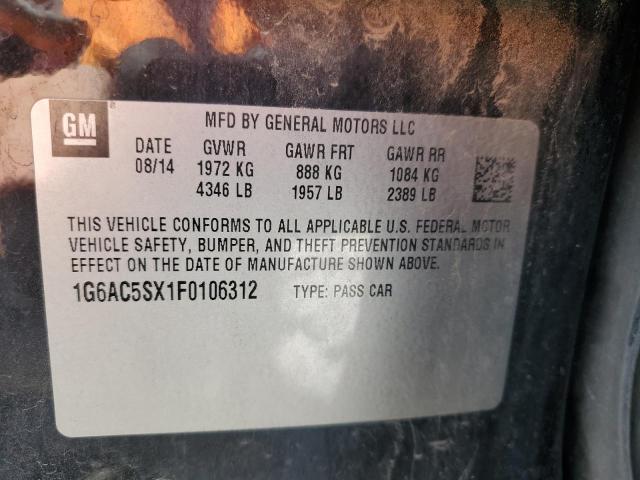 GM
MFD BY GENERAL MOTORS LLC
DATE GVWR GAWR FRT GAWR RR
08/14 1972 KG 888 KG 1084 KG
4346 LB 1957 LB 2389 LB
THIS VEHICLE CONFORMS TO ALL APPLICABLE U.S. FEDERAL MOTOR
VEHICLE SAFETY, BUMPER, AND THEFT PREVENTION STANDARDS IN
EFFECT ON THE DATE OF MANUFACTURE SHOWN ABOVE.
1G6AC5SX1F0106312 TYPE: PASS CAR